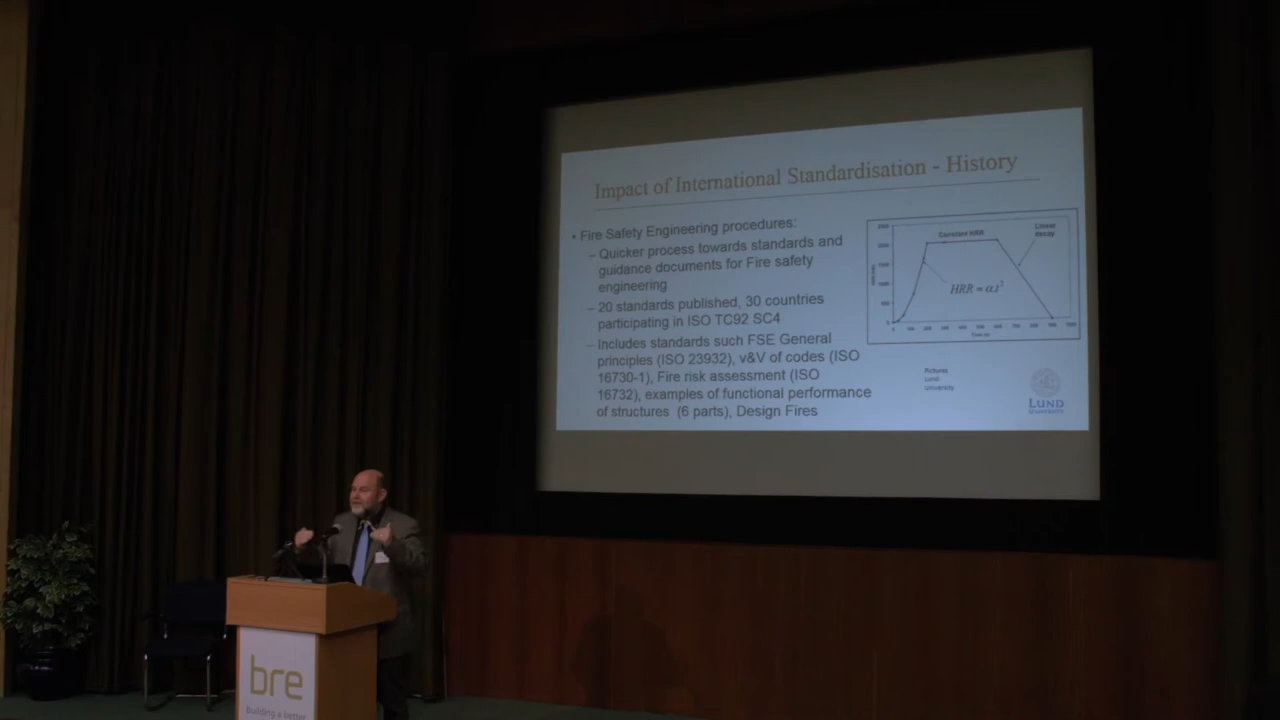 Impact of International Standardisation - History
• Fire Safety Engineering procedures:
– Quicker process towards standards and
guidance documents for Fire safety
engineering
– 20 standards published, 30 countries
participating in ISO TC92 SC4
– Includes standards such FSE General
principles (ISO 23932), v&V of codes (ISO
16730-1), Fire risk assessment (ISO
16732), examples of functional performance
of structures (6 parts), Design Fires
Constant HRR
Linear
decay
HRR = αt²
Pictures
Lund
University
LUND
UNIVERSITY
bre
Building a better